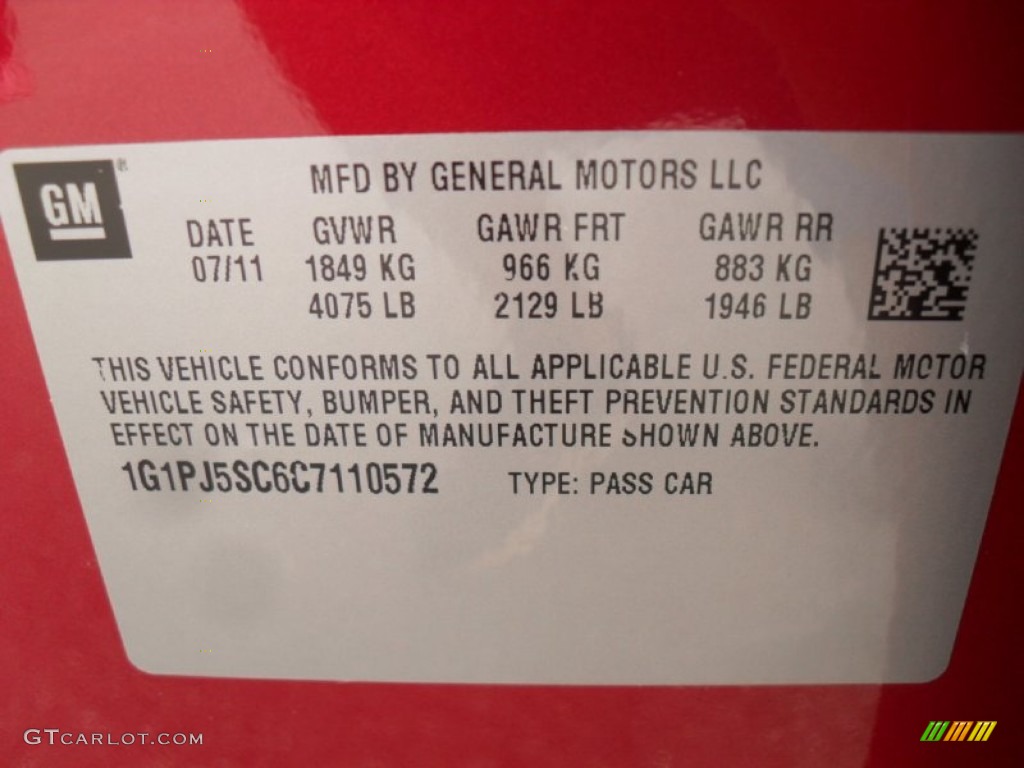 GM
MFD BY GENERAL MOTORS LLC
DATE GVWR GAWR FRT GAWR RR
07/11 1849 KG 966 KG 883 KG
4075 LB 2129 LB 1946 LB
THIS VEHICLE CONFORMS TO ALL APPLICABLE U.S. FEDERAL MOTOR
VEHICLE SAFETY, BUMPER, AND THEFT PREVENTION STANDARDS IN
EFFECT ON THE DATE OF MANUFACTURE SHOWN ABOVE.
1G1PJ5SC6C7110572 TYPE: PASS CAR
GTCARLOT.COM